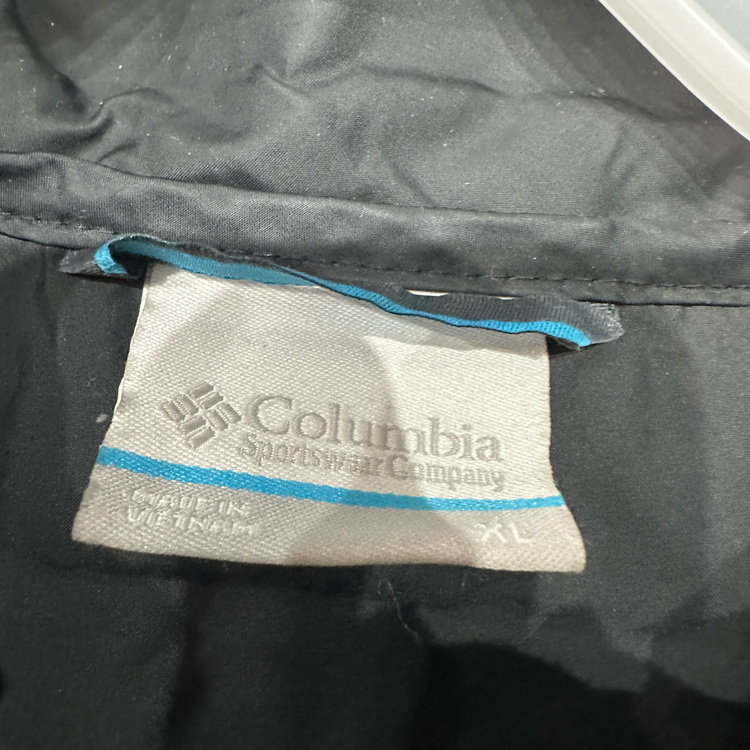 Columbia
Sportswear Company
MADE IN
VIETNAM
XL